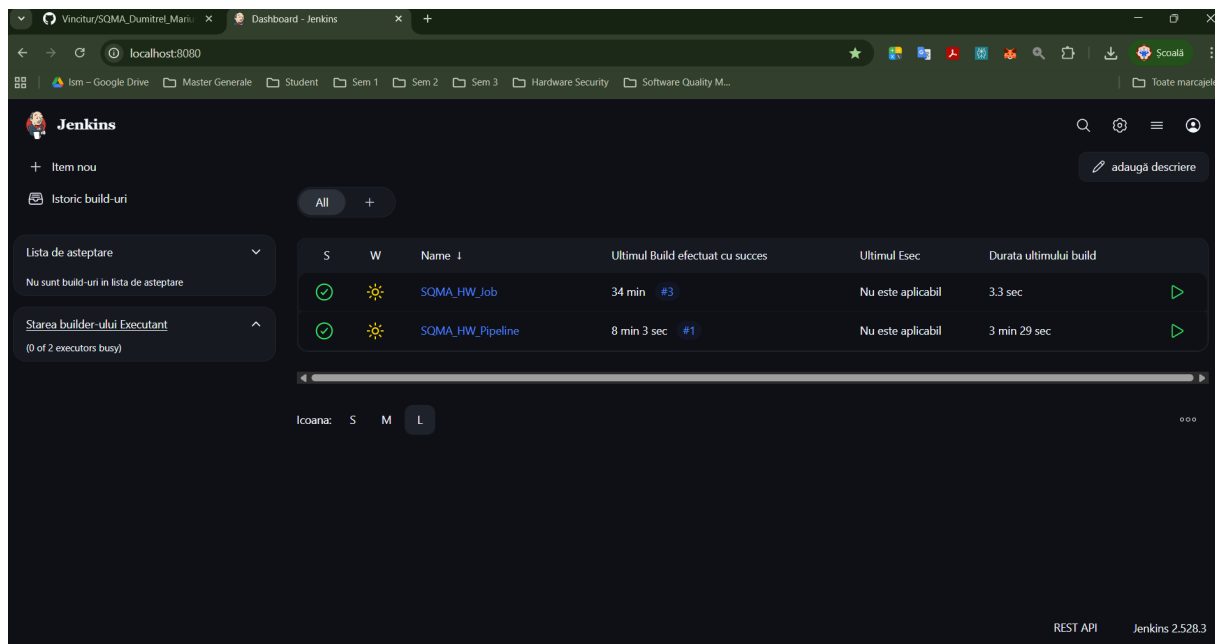 Vincitur/SQMA_Dumitrel_Mariu
Dashboard - Jenkins
localhost:8080
Școală
Ism – Google Drive
Master Generale
Student
Sem 1
Sem 2
Sem 3
Hardware Security
Software Quality M...
Toate marcajele
Jenkins
Item nou
adaugă descriere
Istoric build-uri
All
Lista de asteptare
Nu sunt build-uri in lista de asteptare
S W Name ↓ Ultimul Build efectuat cu succes Ultimul Esec Durata ultimului build
SQMA_HW_Job 34 min #3 Nu este aplicabil 3.3 sec
Starea builder-ului Executant
(0 of 2 executors busy)
SQMA_HW_Pipeline 8 min 3 sec #1 Nu este aplicabil 3 min 29 sec
Icoana: S M L
REST API Jenkins 2.528.3